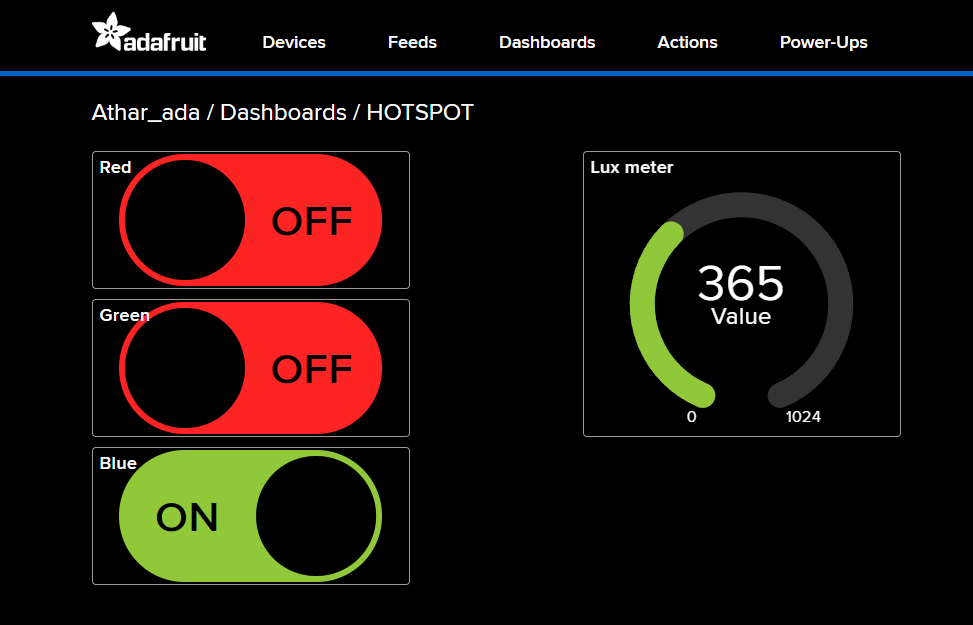 adafruit Devices Feeds Dashboards Actions Power-Ups
Athar_ada / Dashboards / HOTSPOT
Red
OFF
Green
OFF
Blue
ON
Lux meter
365
Value
0 1024